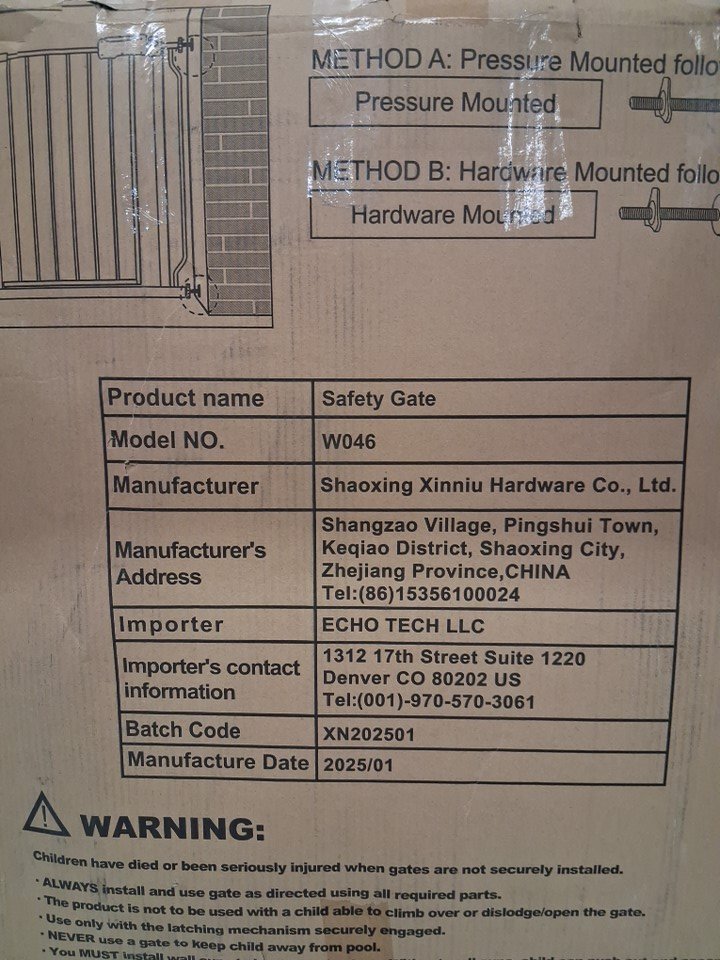 METHOD A: Pressure Mounted follo
Pressure Mounted
METHOD B: Hardware Mounted follo
Hardware Mounted
Product name Safety Gate
Model NO. W046
Manufacturer Shaoxing Xinniu Hardware Co., Ltd.
Manufacturer's Address
Shangzao Village, Pingshui Town,
Keqiao District, Shaoxing City,
Zhejiang Province,CHINA
Tel:(86)15356100024
Importer ECHO TECH LLC
Importer's contact information
1312 17th Street Suite 1220
Denver CO 80202 US
Tel:(001)-970-570-3061
Batch Code XN202501
Manufacture Date 2025/01
WARNING:
Children have died or been seriously injured when gates are not securely installed.
· ALWAYS install and use gate as directed using all required parts.
· The product is not to be used with a child able to climb over or dislodge/open the gate.
· Use only with the latching mechanism securely engaged.
· NEVER use a gate to keep child away from pool.
· You MUST install wall